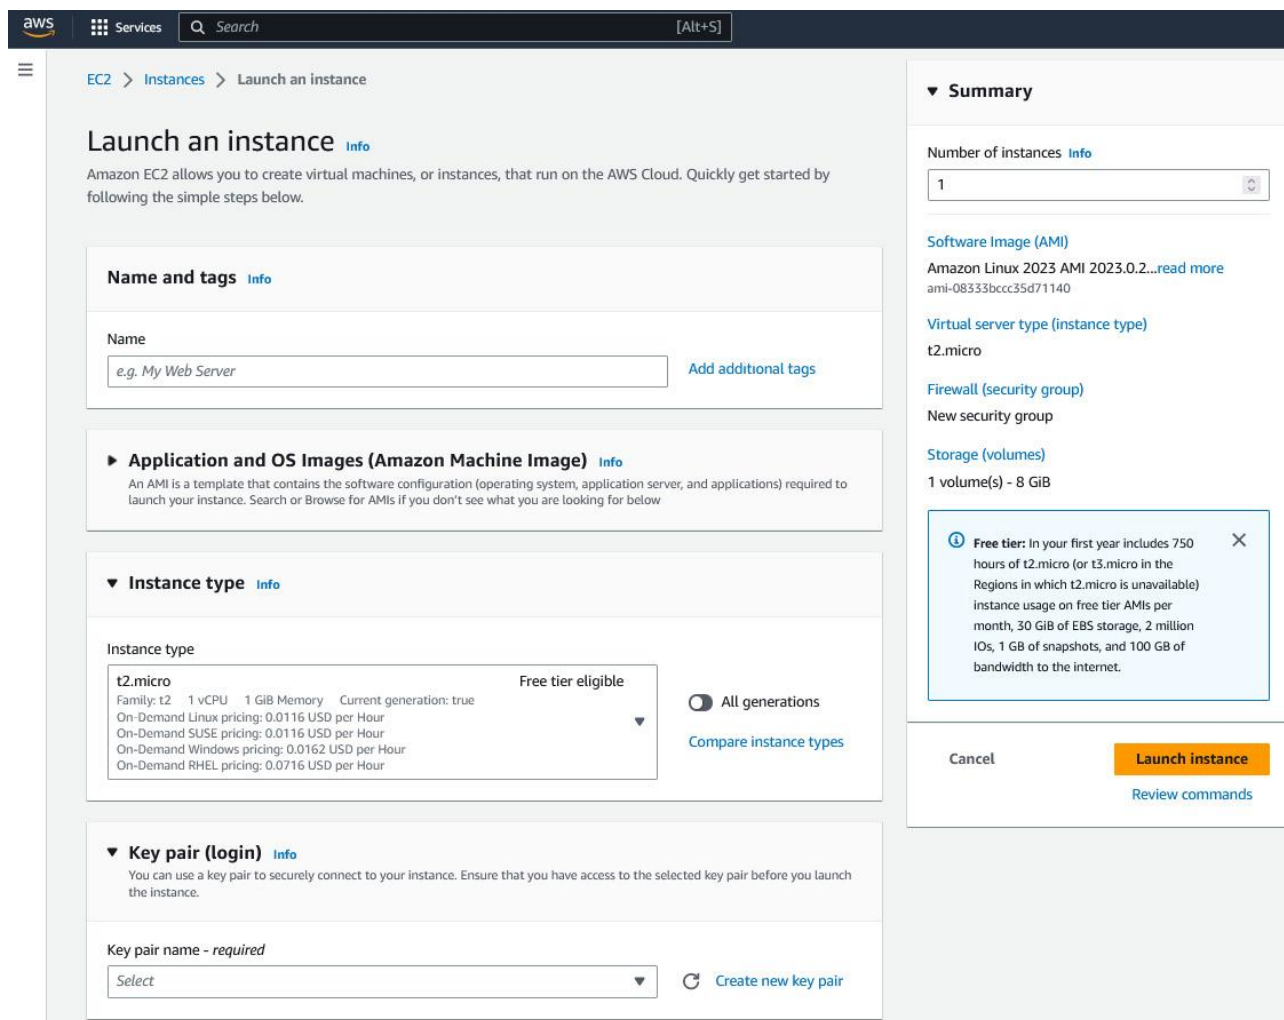 aws
Services
Search
[Alt+S]
EC2 > Instances > Launch an instance
Launch an instance Info
Amazon EC2 allows you to create virtual machines, or instances, that run on the AWS Cloud. Quickly get started by
following the simple steps below.
Name and tags Info
Name
e.g. My Web Server
Add additional tags
Application and OS Images (Amazon Machine Image) Info
An AMI is a template that contains the software configuration (operating system, application server, and applications) required to
launch your instance. Search or Browse for AMIs if you don't see what you are looking for below
Instance type Info
Instance type
t2.micro
Free tier eligible
Family: t2 1 vCPU 1 GiB Memory Current generation: true
On-Demand Linux pricing: 0.0116 USD per Hour
On-Demand SUSE pricing: 0.0116 USD per Hour
On-Demand Windows pricing: 0.0162 USD per Hour
On-Demand RHEL pricing: 0.0716 USD per Hour
All generations
Compare instance types
Key pair (login) Info
You can use a key pair to securely connect to your instance. Ensure that you have access to the selected key pair before you launch
the instance.
Key pair name - required
Select
Create new key pair
Summary
Number of instances Info
1
Software Image (AMI)
Amazon Linux 2023 AMI 2023.0.2...read more
ami-08333bccc35d71140
Virtual server type (instance type)
t2.micro
Firewall (security group)
New security group
Storage (volumes)
1 volume(s) - 8 GiB
Free tier: In your first year includes 750
hours of t2.micro (or t3.micro in the
Regions in which t2.micro is unavailable)
instance usage on free tier AMIs per
month, 30 GiB of EBS storage, 2 million
IOs, 1 GB of snapshots, and 100 GB of
bandwidth to the internet.
Cancel
Launch instance
Review commands